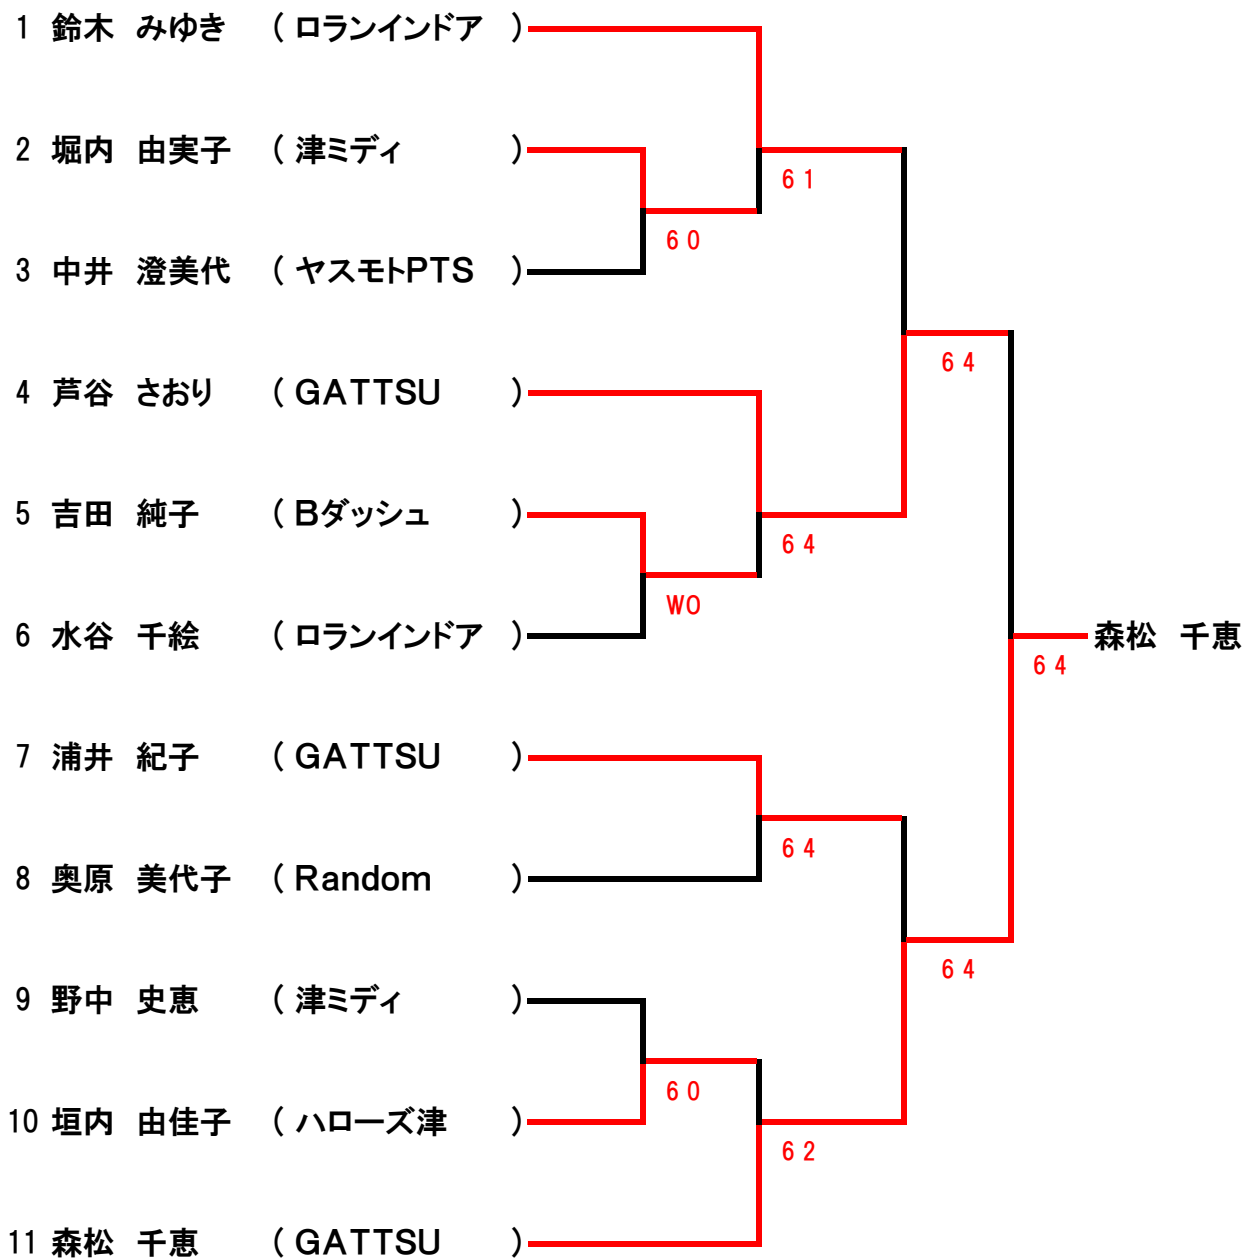 1 鈴木 みゆき ( ロランインドア )
2 堀内 由実子 ( 津ミディ )
6 1
6 0
3 中井 澄美代 ( ヤスモトPTS )
6 4
4 芦谷 さおり ( GATTSU )
5 吉田 純子 ( Bダッシュ )
6 4
W0
6 水谷 千絵 ( ロランインドア )
森松 千恵
6 4
7 浦井 紀子 ( GATTSU )
6 4
8 奥原 美代子 ( Random )
6 4
9 野中 史恵 ( 津ミディ )
6 0
10 垣内 由佳子 ( ハローズ津 )
6 2
11 森松 千恵 ( GATTSU )